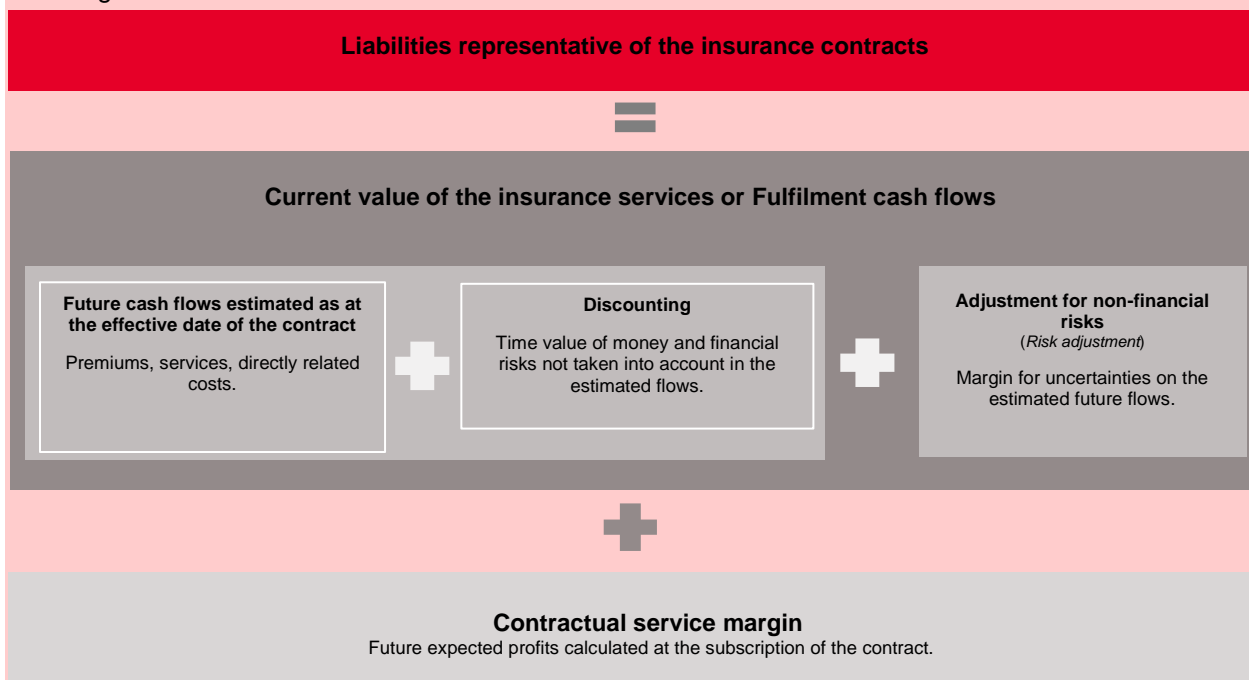 Liabilities representative of the insurance contracts
Current value of the insurance services or Fulfilment cash flows
Future cash flows estimated as at
the effective date of the contract
Premiums, services, directly related
costs.
Discounting
Time value of money and financial
risks not taken into account in the
estimated flows.
Adjustment for non-financial
risks
(Risk adjustment)
Margin for uncertainties on the
estimated future flows.
Contractual service margin
Future expected profits calculated at the subscription of the contract.